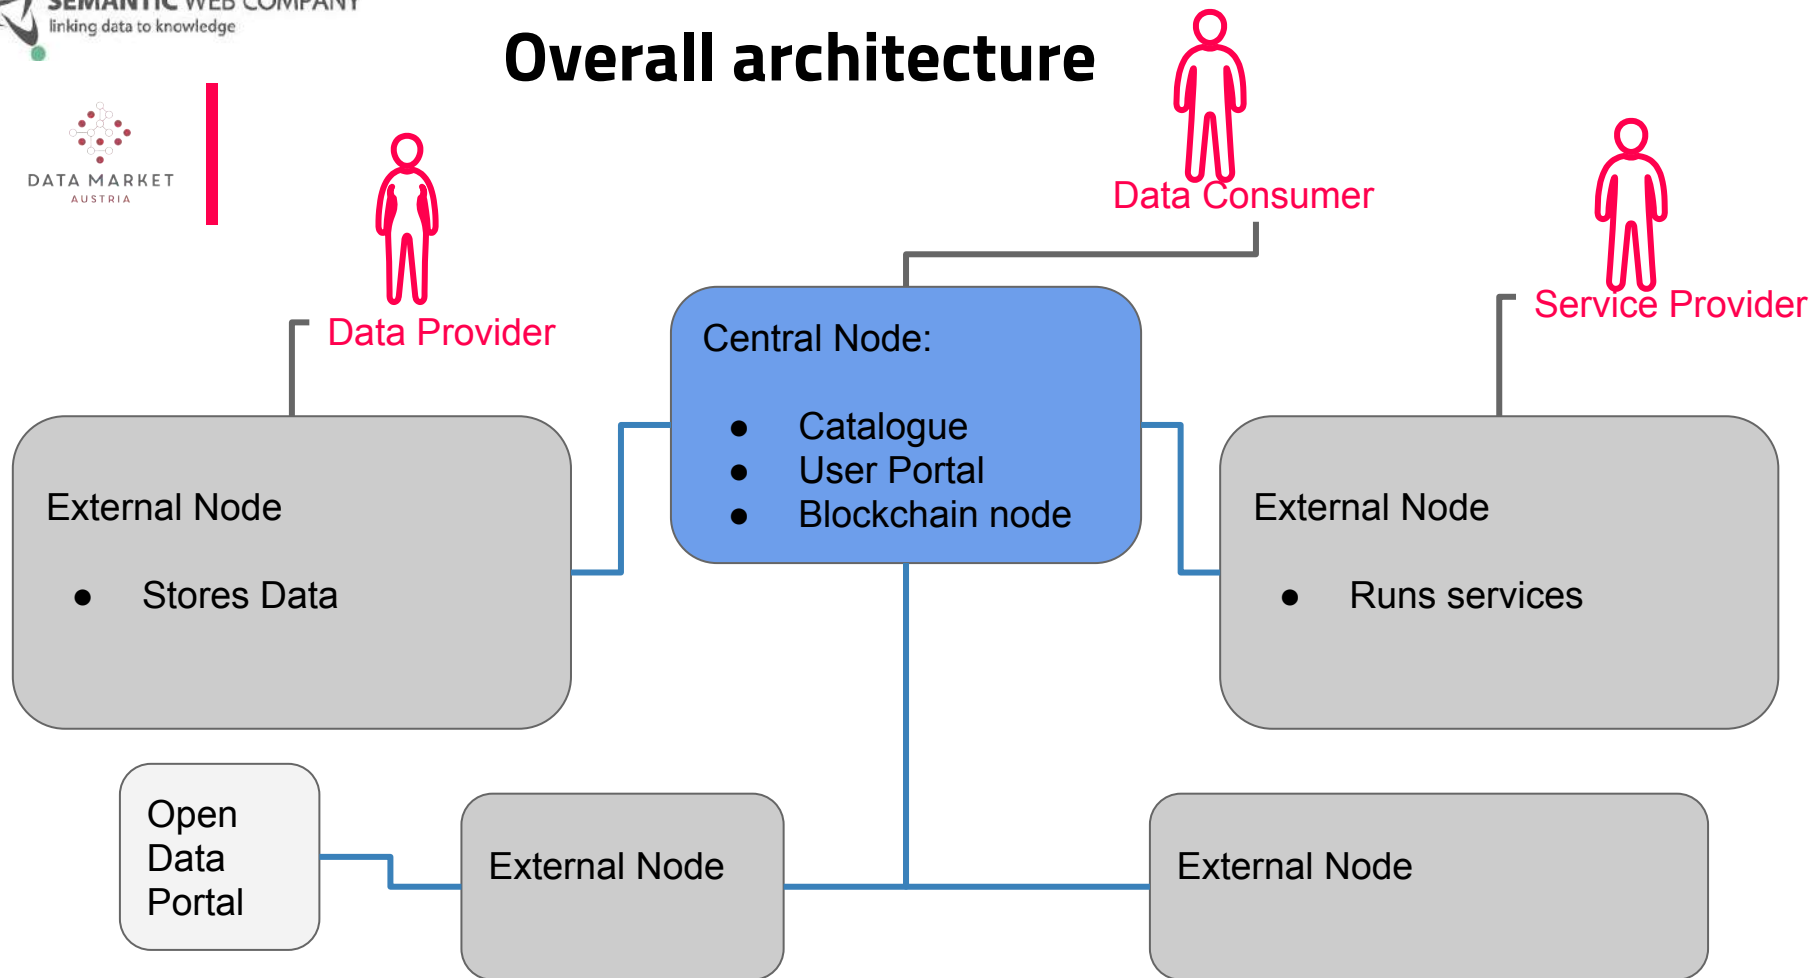 SEMANTIC WEB COMPANY
linking data to knowledge
Overall architecture
DATA MARKET
AUSTRIA
Data Consumer
Service Provider
Data Provider
Central Node:
● Catalogue
● User Portal
● Blockchain node
External Node
● Stores Data
External Node
● Runs services
Open
Data
Portal
External Node
External Node